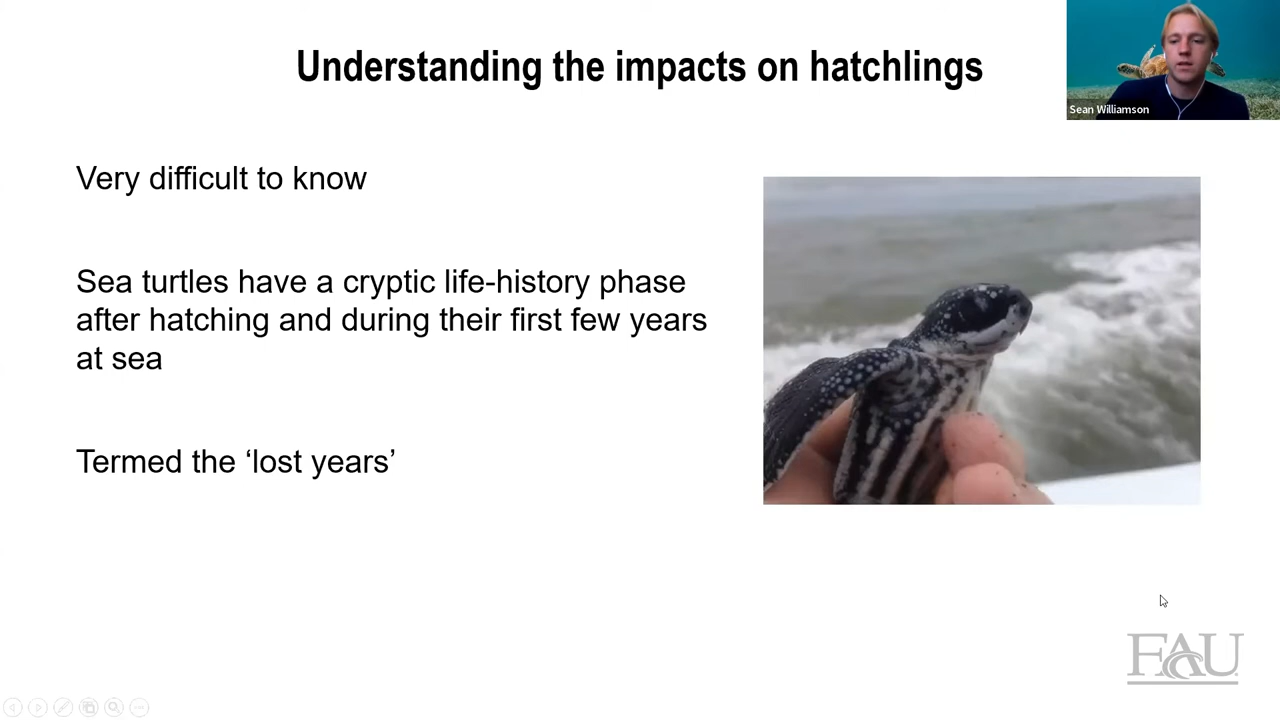 Understanding the impacts on hatchlings
Sean Williamson
Very difficult to know
Sea turtles have a cryptic life-history phase
after hatching and during their first few years
at sea
Termed the ‘lost years’
FAU